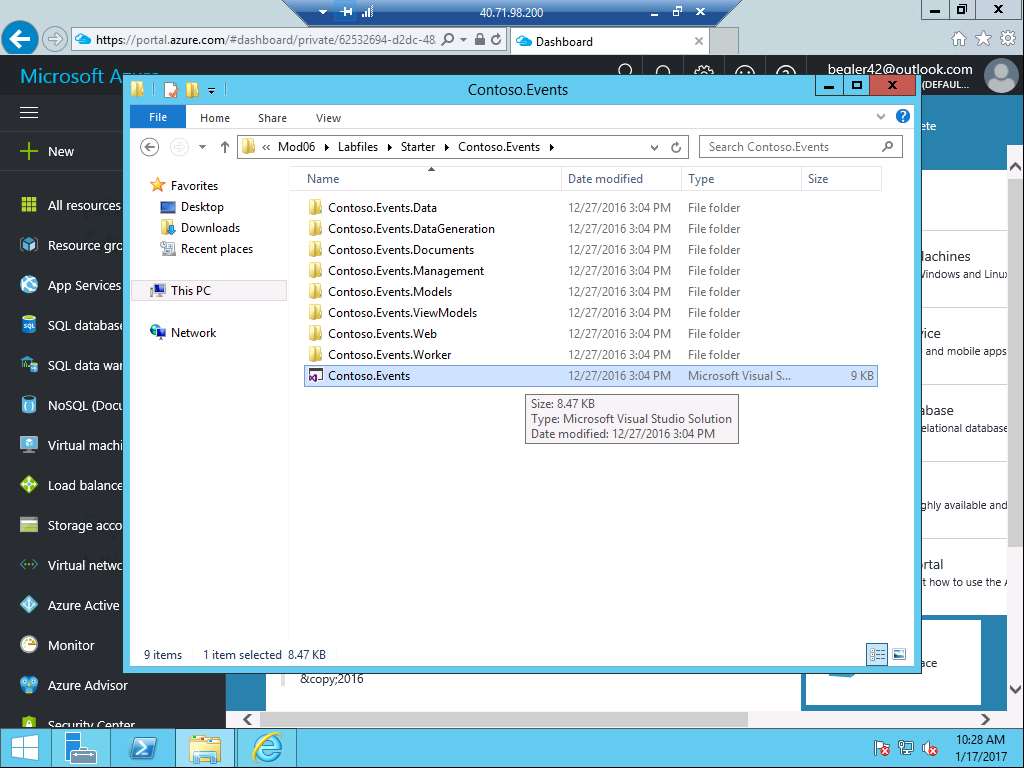 40.71.98.200
https://portal.azure.com/#dashboard/private/62532694-d2dc-48
Dashboard
Microsoft Azure
begler42@outlook.com
(DEFAUL...
Contoso.Events
File Home Share View
« Mod06 Labfiles Starter Contoso.Events
Search Contoso.Events
Name Date modified Type Size
Favorites
Desktop
Downloads
Recent places
This PC
Network
Contoso.Events.Data 12/27/2016 3:04 PM File folder
Contoso.Events.DataGeneration 12/27/2016 3:04 PM File folder
Contoso.Events.Documents 12/27/2016 3:04 PM File folder
Contoso.Events.Management 12/27/2016 3:04 PM File folder
Contoso.Events.Models 12/27/2016 3:04 PM File folder
Contoso.Events.ViewModels 12/27/2016 3:04 PM File folder
Contoso.Events.Web 12/27/2016 3:04 PM File folder
Contoso.Events.Worker 12/27/2016 3:04 PM File folder
Contoso.Events 12/27/2016 3:04 PM Microsoft Visual S... 9 KB
Size: 8.47 KB
Type: Microsoft Visual Studio Solution
Date modified: 12/27/2016 3:04 PM
9 items 1 item selected 8.47 KB
New
All resources
Resource gro
App Services
SQL database
SQL data war
NoSQL (Docu
Virtual machi
Load balance
Storage acco
Virtual netwo
Azure Active
Monitor
Azure Advisor
Security Center
ete
Machines
Windows and Linux
vice
and mobile apps
abase
elational database
ghly available and
ortal
t how to use the A
ace
&copy;2016
10:28 AM
1/17/2017